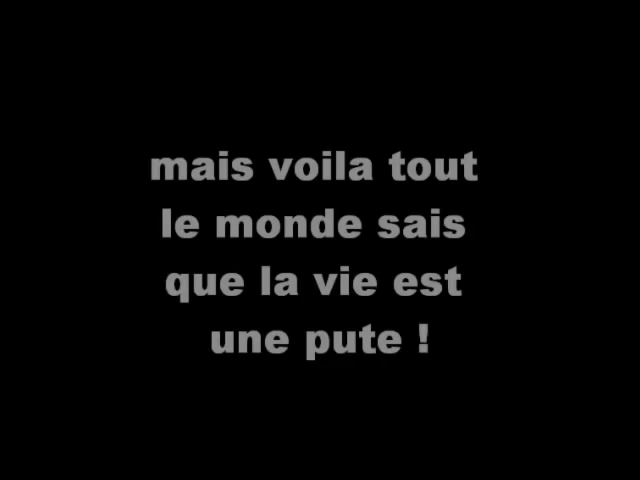 mais voila tout
le monde sais
que la vie est
une pute !